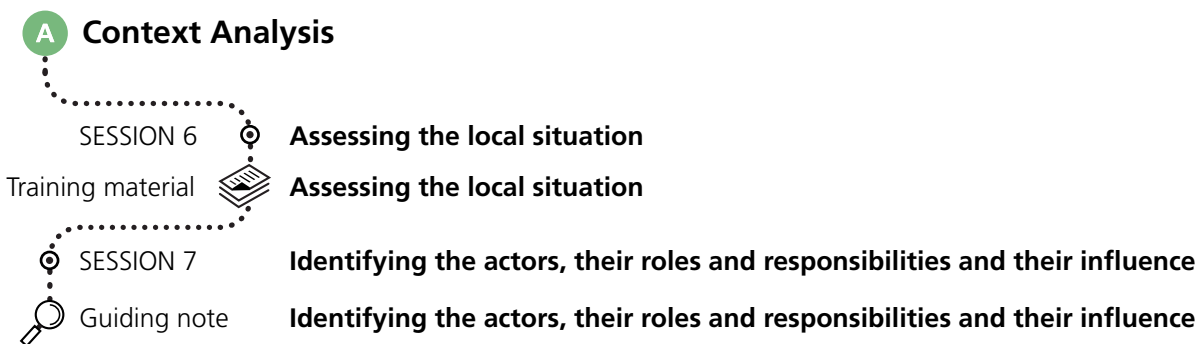 A Context Analysis
SESSION 6 Assessing the local situation
Training material Assessing the local situation
SESSION 7 Identifying the actors, their roles and responsibilities and their influence
Guiding note Identifying the actors, their roles and responsibilities and their influence